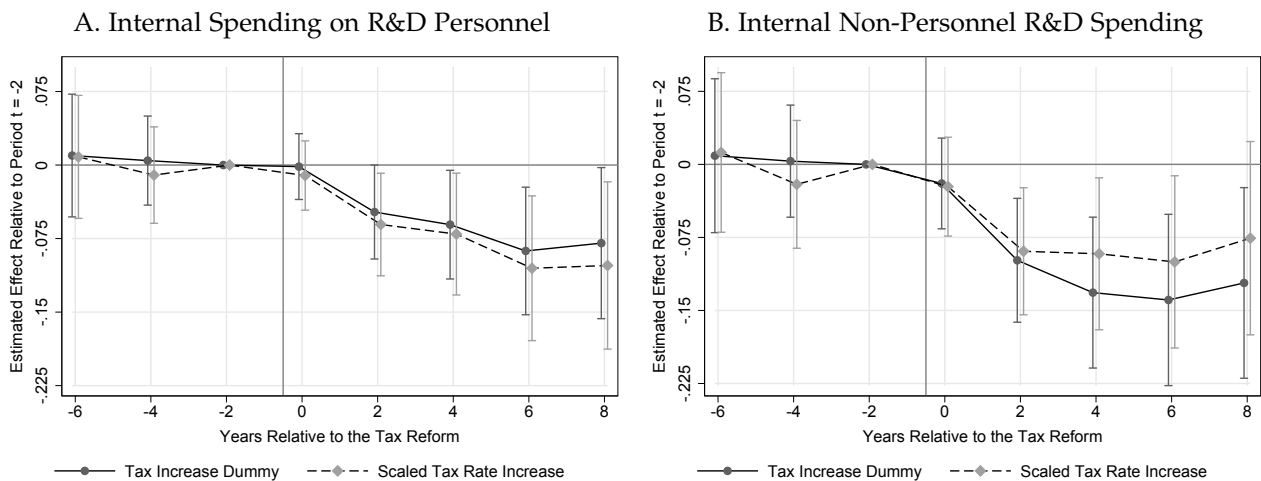 A. Internal Spending on R&D Personnel
Estimated Effect Relative to Period t = -2
.075
0
-.075
-.15
-.225
-6 -4 -2 0 2 4 6 8
Years Relative to the Tax Reform
Tax Increase Dummy Scaled Tax Rate Increase
B. Internal Non-Personnel R&D Spending
Estimated Effect Relative to Period t = -2
.075
0
-.075
-.15
-.225
-6 -4 -2 0 2 4 6 8
Years Relative to the Tax Reform
Tax Increase Dummy Scaled Tax Rate Increase